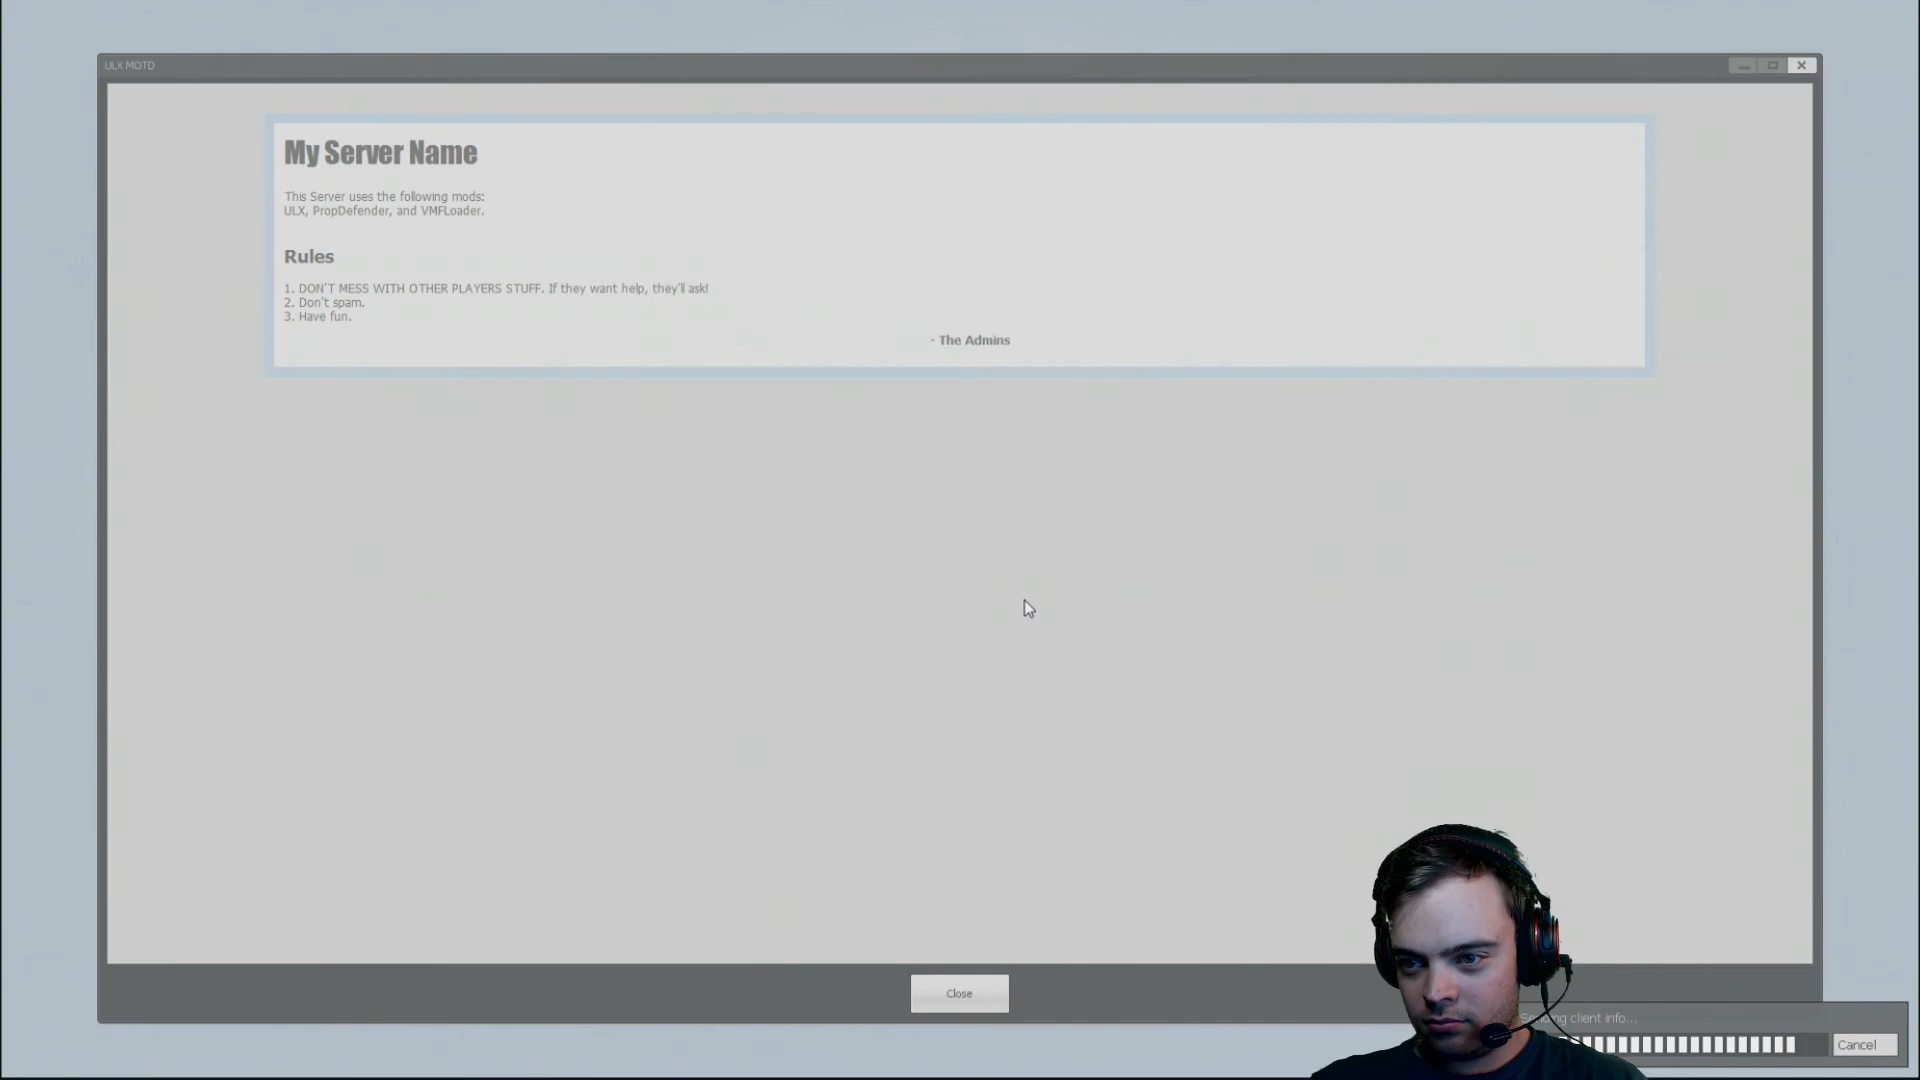 ULX MOTD
My Server Name
This Server uses the following mods:
ULX, PropDefender, and VMFLoader.
Rules
1. DON'T MESS WITH OTHER PLAYERS STUFF. If they want help, they'll ask!
2. Don't spam.
3. Have fun.
- The Admins
Close
Sending client info...
Cancel